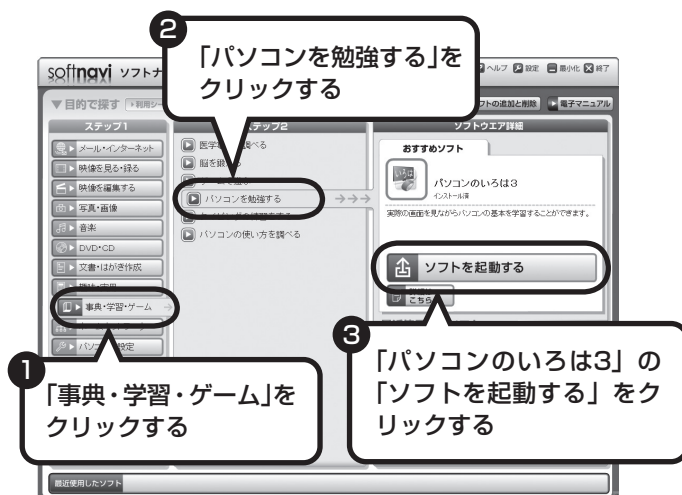 ❷
「パソコンを勉強する」を
クリックする
softnavi ソフトナ
ヘルプ 設定 最小化 終了
▼目的で探す
フトの追加と削除 電子マニュアル
ステップ1
メール・インターネット
映像を見る・録る
映像を編集する
写真・画像
音楽
DVD・CD
文書・はがき作成
事典・学習・ゲーム
ステップ2
べる
脳を
パソコンを勉強する
パソコンの使い方を調べる
ソフトウエア詳細
おすすめソフト
パソコンのいろは3
インストール済
実際の画面を見ながらパソコンの基本を学習することができます。
ソフトを起動する
こちら
❶
「事典・学習・ゲーム」を
クリックする
❸
「パソコンのいろは3」の
「ソフトを起動する」をク
リックする
最近使用したソフト